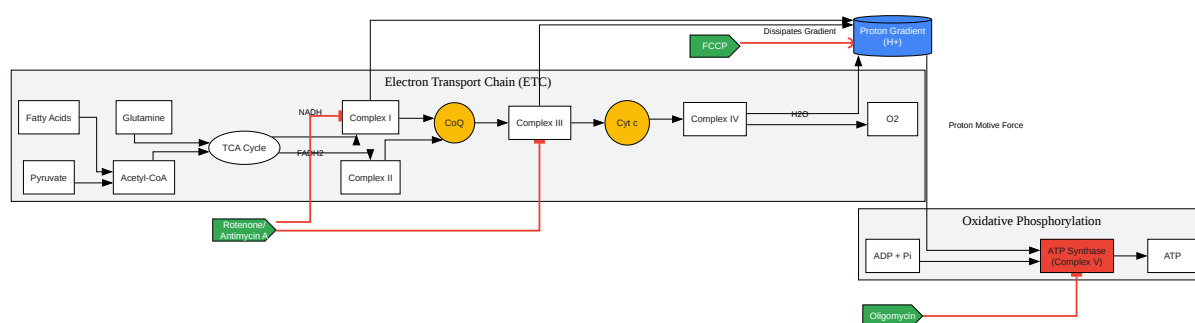 Dissipates Gradient
Proton Gradient
(H+)
FCCP
Electron Transport Chain (ETC)
Fatty Acids
Glutamine
NADH
Complex I
CoQ
Complex III
Cyt c
Complex IV
H2O
O2
Proton Motive Force
TCA Cycle
FADH2
Pyruvate
Acetyl-CoA
Complex II
Rotenone/
Antimycin A
Oxidative Phosphorylation
ADP + Pi
ATP Synthase
(Complex V)
ATP
Oligomycin